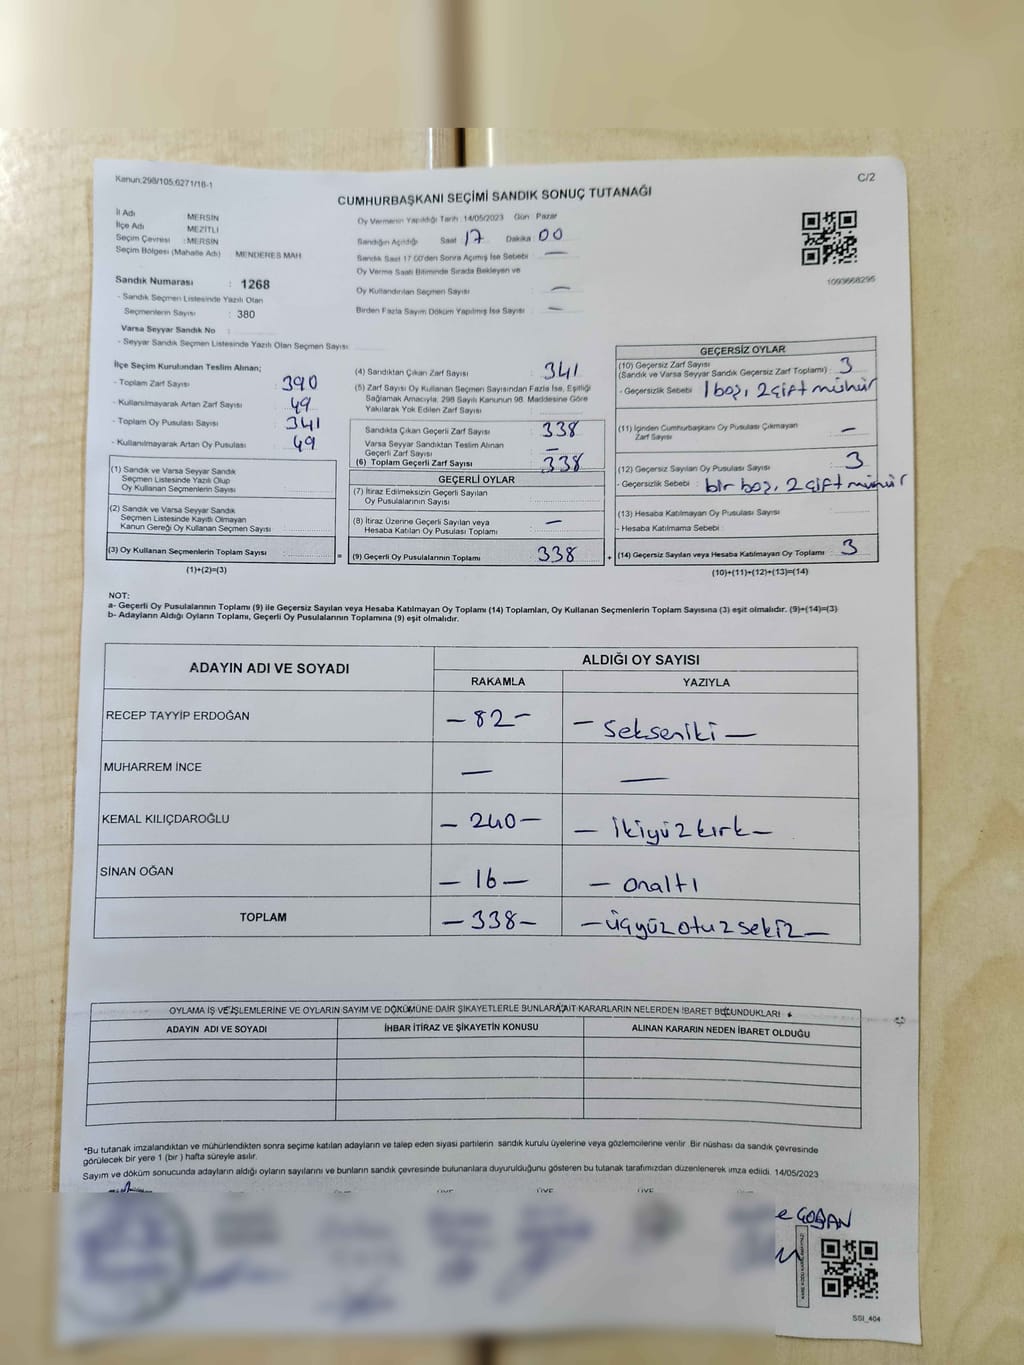 Kanun:298/105,6271/18-1
C/2
CUMHURBAŞKANI SEÇİMİ SANDIK SONUÇ TUTANAĞI
İl Adı MERSİN
İlçe Adı MEZİTLİ
Seçim Çevresi :MERSİN
Seçim Bölgesi (Mahalle Adı) MENDERES MAH
Sandık Numarası : 1268
- Sandık Seçmen Listesinde Yazılı Olan
Seçmenlerin Sayısı : 380
Varsa Seyyar Sandık No :
- Seyyar Sandık Seçmen Listesinde Yazılı Olan Seçmen Sayısı:
Oy Vermenin Yapıldığı Tarih :14/05/2023 Gün : Pazar
Sandığın Açıldığı Saat : 17 Dakika : 00
Sandık Saat 17:00'den Sonra Açılmış İse Sebebi : —
Oy Verme Saati Bitiminde Sırada Bekleyen ve
Oy Kullandırılan Seçmen Sayısı : —
Birden Fazla Sayım Döküm Yapılmış İse Sayısı : —
1093668295
İlçe Seçim Kurulundan Teslim Alınan;
- Toplam Zarf Sayısı : 390
- Kullanılmayarak Artan Zarf Sayısı : 49
- Toplam Oy Pusulası Sayısı : 341
- Kullanılmayarak Artan Oy Pusulası : 49
(1) Sandık ve Varsa Seyyar Sandık
Seçmen Listesinde Yazılı Olup
Oy Kullanan Seçmenlerin Sayısı :
(2) Sandık ve Varsa Seyyar Sandık
Seçmen Listesinde Kayıtlı Olmayan
Kanun Gereği Oy Kullanan Seçmen Sayısı :
(3) Oy Kullanan Seçmenlerin Toplam Sayısı :
(1)+(2)=(3)
(4) Sandıktan Çıkan Zarf Sayısı : 341
(5) Zarf Sayısı Oy Kullanan Seçmen Sayısından Fazla İse, Eşitliği
Sağlamak Amacıyla, 298 Sayılı Kanunun 98. Maddesine Göre
Yakılarak Yok Edilen Zarf Sayısı :
Sandıkta Çıkan Geçerli Zarf Sayısı : 338
Varsa Seyyar Sandıktan Teslim Alınan
Geçerli Zarf Sayısı : —
(6) Toplam Geçerli Zarf Sayısı : 338
GEÇERLİ OYLAR
(7) İtiraz Edilmeksizin Geçerli Sayılan
Oy Pusulalarının Sayısı :
(8) İtiraz Üzerine Geçerli Sayılan veya
Hesaba Katılan Oy Pusulası Toplamı : —
= (9) Geçerli Oy Pusulalarının Toplamı : 338
GEÇERSİZ OYLAR
(10) Geçersiz Zarf Sayısı
(Sandık ve Varsa Seyyar Sandık Geçersiz Zarf Toplamı) : 3
- Geçersizlik Sebebi : 1 boş, 2 çift mühür
(11) İçinden Cumhurbaşkanı Oy Pusulası Çıkmayan
Zarf Sayısı : —
(12) Geçersiz Sayılan Oy Pusulası Sayısı : 3
- Geçersizlik Sebebi : bir boş, 2 çift mühür
(13) Hesaba Katılmayan Oy Pusulası Sayısı :
- Hesaba Katılmama Sebebi :
+ (14) Geçersiz Sayılan veya Hesaba Katılmayan Oy Toplamı : 3
(10)+(11)+(12)+(13)=(14)
NOT:
a- Geçerli Oy Pusulalarının Toplamı (9) ile Geçersiz Sayılan veya Hesaba Katılmayan Oy Toplamı (14) Toplamları, Oy Kullanan Seçmenlerin Toplam Sayısına (3) eşit olmalıdır. (9)+(14)=(3)
b- Adayların Aldığı Oyların Toplamı, Geçerli Oy Pusulalarının Toplamına (9) eşit olmalıdır.
ADAYIN ADI VE SOYADI ALDIĞI OY SAYISI
RAKAMLA YAZIYLA
RECEP TAYYİP ERDOĞAN – 82 – – sekseniki –
MUHARREM İNCE — —
KEMAL KILIÇDAROĞLU – 240 – – ikiyüzkırk –
SİNAN OĞAN – 16 – – onaltı
TOPLAM – 338 – – üçyüzotuzsekiz –
OYLAMA İŞ VE İŞLEMLERİNE VE OYLARIN SAYIM VE DÖKÜMÜNE DAİR ŞİKAYETLERLE BUNLARA AİT KARARLARIN NELERDEN İBARET BULUNDUKLARI
ADAYIN ADI VE SOYADI İHBAR İTİRAZ VE ŞİKAYETİN KONUSU ALINAN KARARIN NEDEN İBARET OLDUĞU
*Bu tutanak imzalandıktan ve mühürlendikten sonra seçime katılan adayların ve talep eden siyasi partilerin sandık kurulu üyelerine veya gözlemcilerine verilir. Bir nüshası da sandık çevresinde
görülecek bir yere 1 (bir ) hafta süreyle asılır.
Sayım ve döküm sonucunda adayların aldığı oyların sayılarını ve bunların sandık çevresinde bulunanlara duyurulduğunu gösteren bu tutanak tarafımızdan düzenlenerek imza edildi. 14/05/2023
ÜYE ÜYE ÜYE
SSI_404